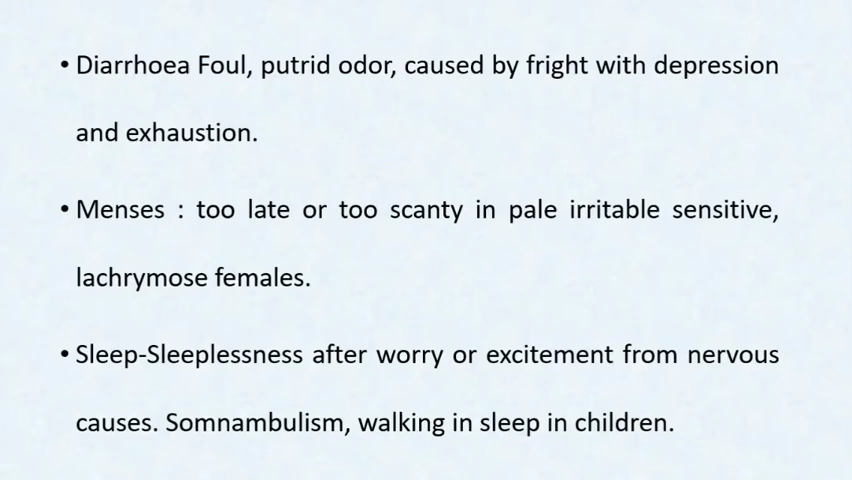 • Diarrhoea Foul, putrid odor, caused by fright with depression
and exhaustion.
• Menses : too late or too scanty in pale irritable sensitive,
lachrymose females.
• Sleep-Sleeplessness after worry or excitement from nervous
causes. Somnambulism, walking in sleep in children.